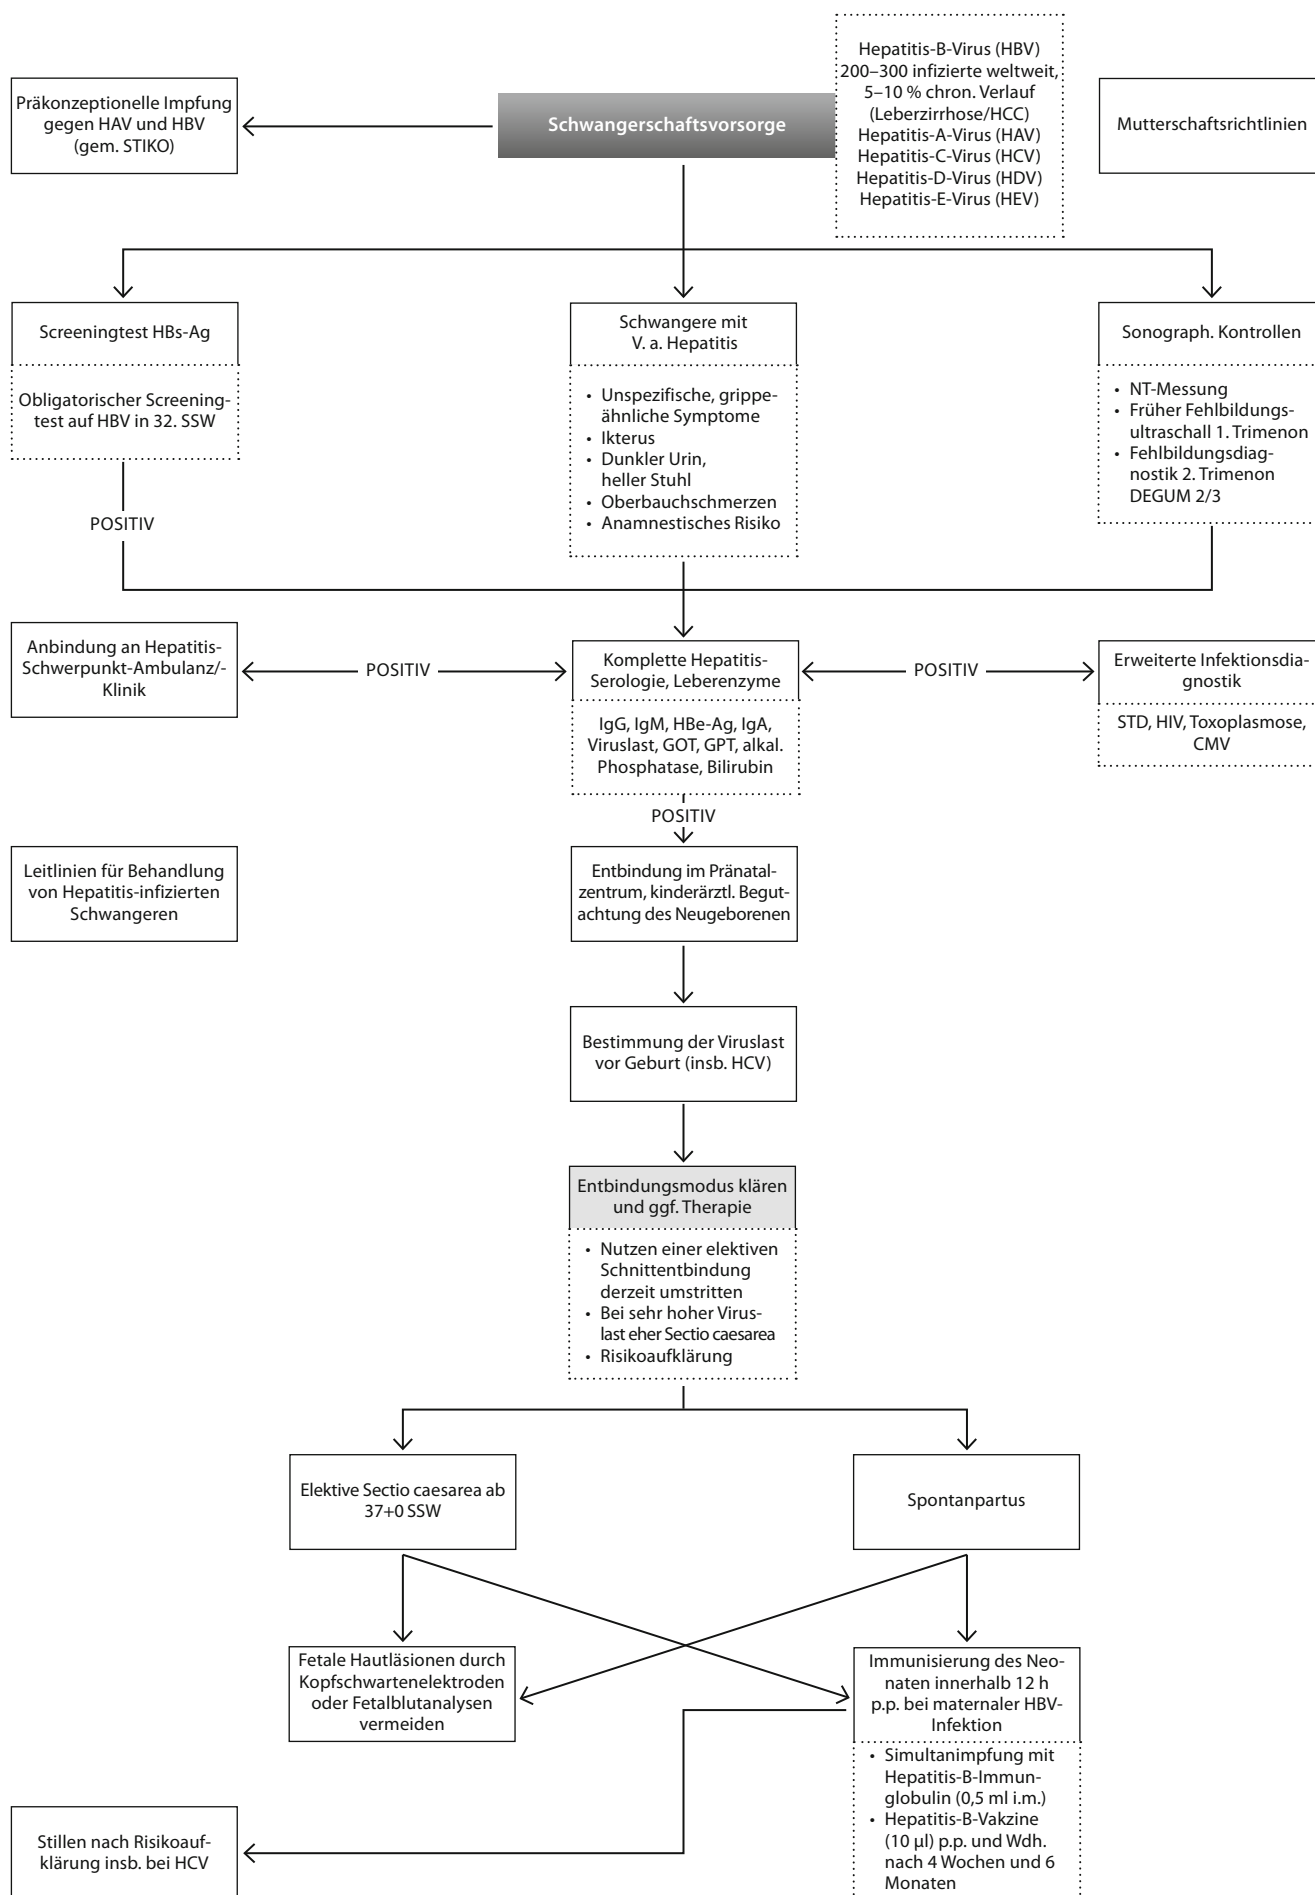 Hepatitis-B-Virus (HBV)
200–300 infizierte weltweit,
5–10 % chron. Verlauf
(Leberzirrhose/HCC)
Hepatitis-A-Virus (HAV)
Hepatitis-C-Virus (HCV)
Hepatitis-D-Virus (HDV)
Hepatitis-E-Virus (HEV)
Präkonzeptionelle Impfung
gegen HAV und HBV
(gem. STIKO)
Schwangerschaftsvorsorge
Mutterschaftsrichtlinien
Screeningtest HBs-Ag
Obligatorischer Screening-
test auf HBV in 32. SSW
POSITIV
Schwangere mit
V. a. Hepatitis
• Unspezifische, grippe-
ähnliche Symptome
• Ikterus
• Dunkler Urin,
heller Stuhl
• Oberbauchschmerzen
• Anamnestisches Risiko
Sonograph. Kontrollen
• NT-Messung
• Früher Fehlbildungs-
ultraschall 1. Trimenon
• Fehlbildungsdiag-
nostik 2. Trimenon
DEGUM 2/3
Anbindung an Hepatitis-
Schwerpunkt-Ambulanz/-
Klinik
POSITIV
Komplette Hepatitis-
Serologie, Leberenzyme
IgG, IgM, HBe-Ag, IgA,
Viruslast, GOT, GPT, alkal.
Phosphatase, Bilirubin
POSITIV
Erweiterte Infektionsdia-
gnostik
STD, HIV, Toxoplasmose,
CMV
POSITIV
Leitlinien für Behandlung
von Hepatitis-infizierten
Schwangeren
Entbindung im Pränatal-
zentrum, kinderärztl. Begut-
achtung des Neugeborenen
Bestimmung der Viruslast
vor Geburt (insb. HCV)
Entbindungsmodus klären
und ggf. Therapie
• Nutzen einer elektiven
Schnittentbindung
derzeit umstritten
• Bei sehr hoher Virus-
last eher Sectio caesarea
• Risikoaufklärung
Elektive Sectio caesarea ab
37+0 SSW
Spontanpartus
Fetale Hautläsionen durch
Kopfschwartenelektroden
oder Fetalblutanalysen
vermeiden
Immunisierung des Neo-
naten innerhalb 12 h
p.p. bei maternaler HBV-
Infektion
• Simultanimpfung mit
Hepatitis-B-Immun-
globulin (0,5 ml i.m.)
• Hepatitis-B-Vakzine
(10 µl) p.p. und Wdh.
nach 4 Wochen und 6
Monaten
Stillen nach Risikoauf-
klärung insb. bei HCV